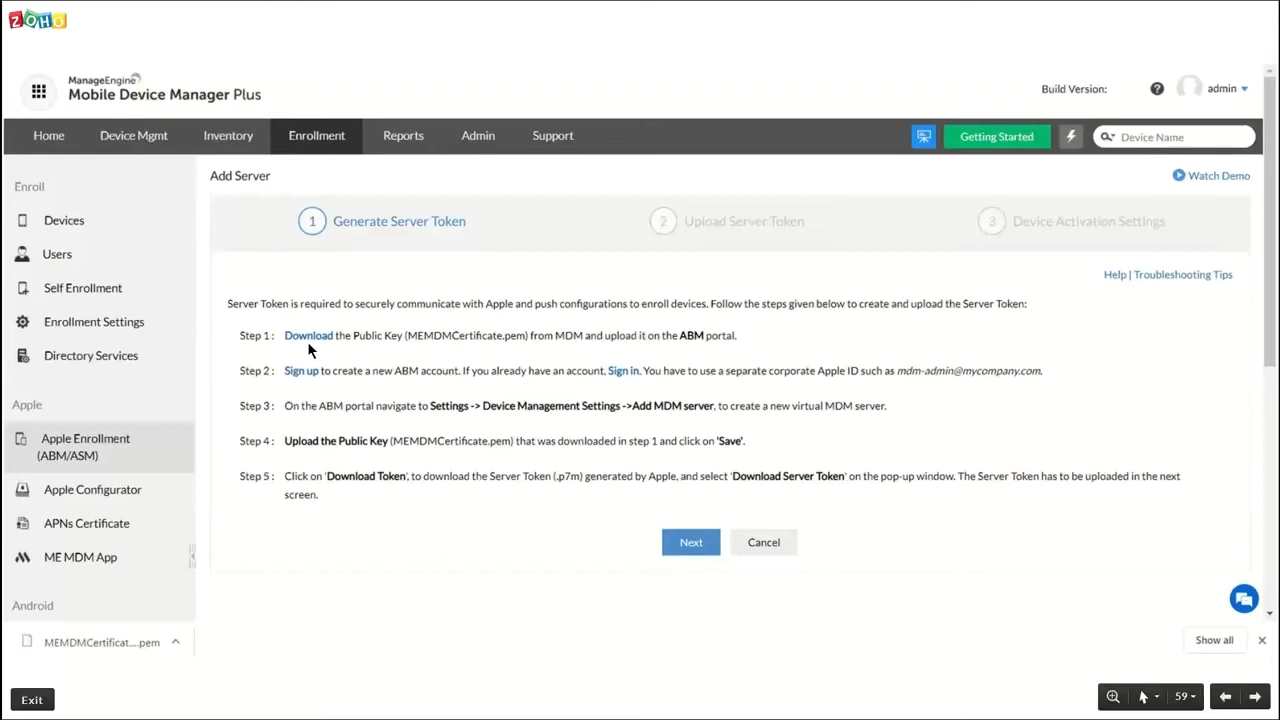 ZOHO
ManageEngine
Mobile Device Manager Plus
Build Version:
admin
Home Device Mgmt Inventory Enrollment Reports Admin Support Getting Started Device Name
Enroll
Devices
Users
Self Enrollment
Enrollment Settings
Directory Services
Apple
Apple Enrollment
(ABM/ASM)
Apple Configurator
APNs Certificate
ME MDM App
Android
Add Server
Watch Demo
1 Generate Server Token 2 Upload Server Token 3 Device Activation Settings
Help | Troubleshooting Tips
Server Token is required to securely communicate with Apple and push configurations to enroll devices. Follow the steps given below to create and upload the Server Token:
Step 1 : Download the Public Key (MEMDMCertificate.pem) from MDM and upload it on the ABM portal.
Step 2 : Sign up to create a new ABM account. If you already have an account, Sign in. You have to use a separate corporate Apple ID such as mdm-admin@mycompany.com.
Step 3 : On the ABM portal navigate to Settings -> Device Management Settings ->Add MDM server, to create a new virtual MDM server.
Step 4 : Upload the Public Key (MEMDMCertificate.pem) that was downloaded in step 1 and click on 'Save'.
Step 5 : Click on 'Download Token', to download the Server Token (.p7m) generated by Apple, and select 'Download Server Token' on the pop-up window. The Server Token has to be uploaded in the next
screen.
Next Cancel
MEMDMCertificat....pem
Show all
Exit
59